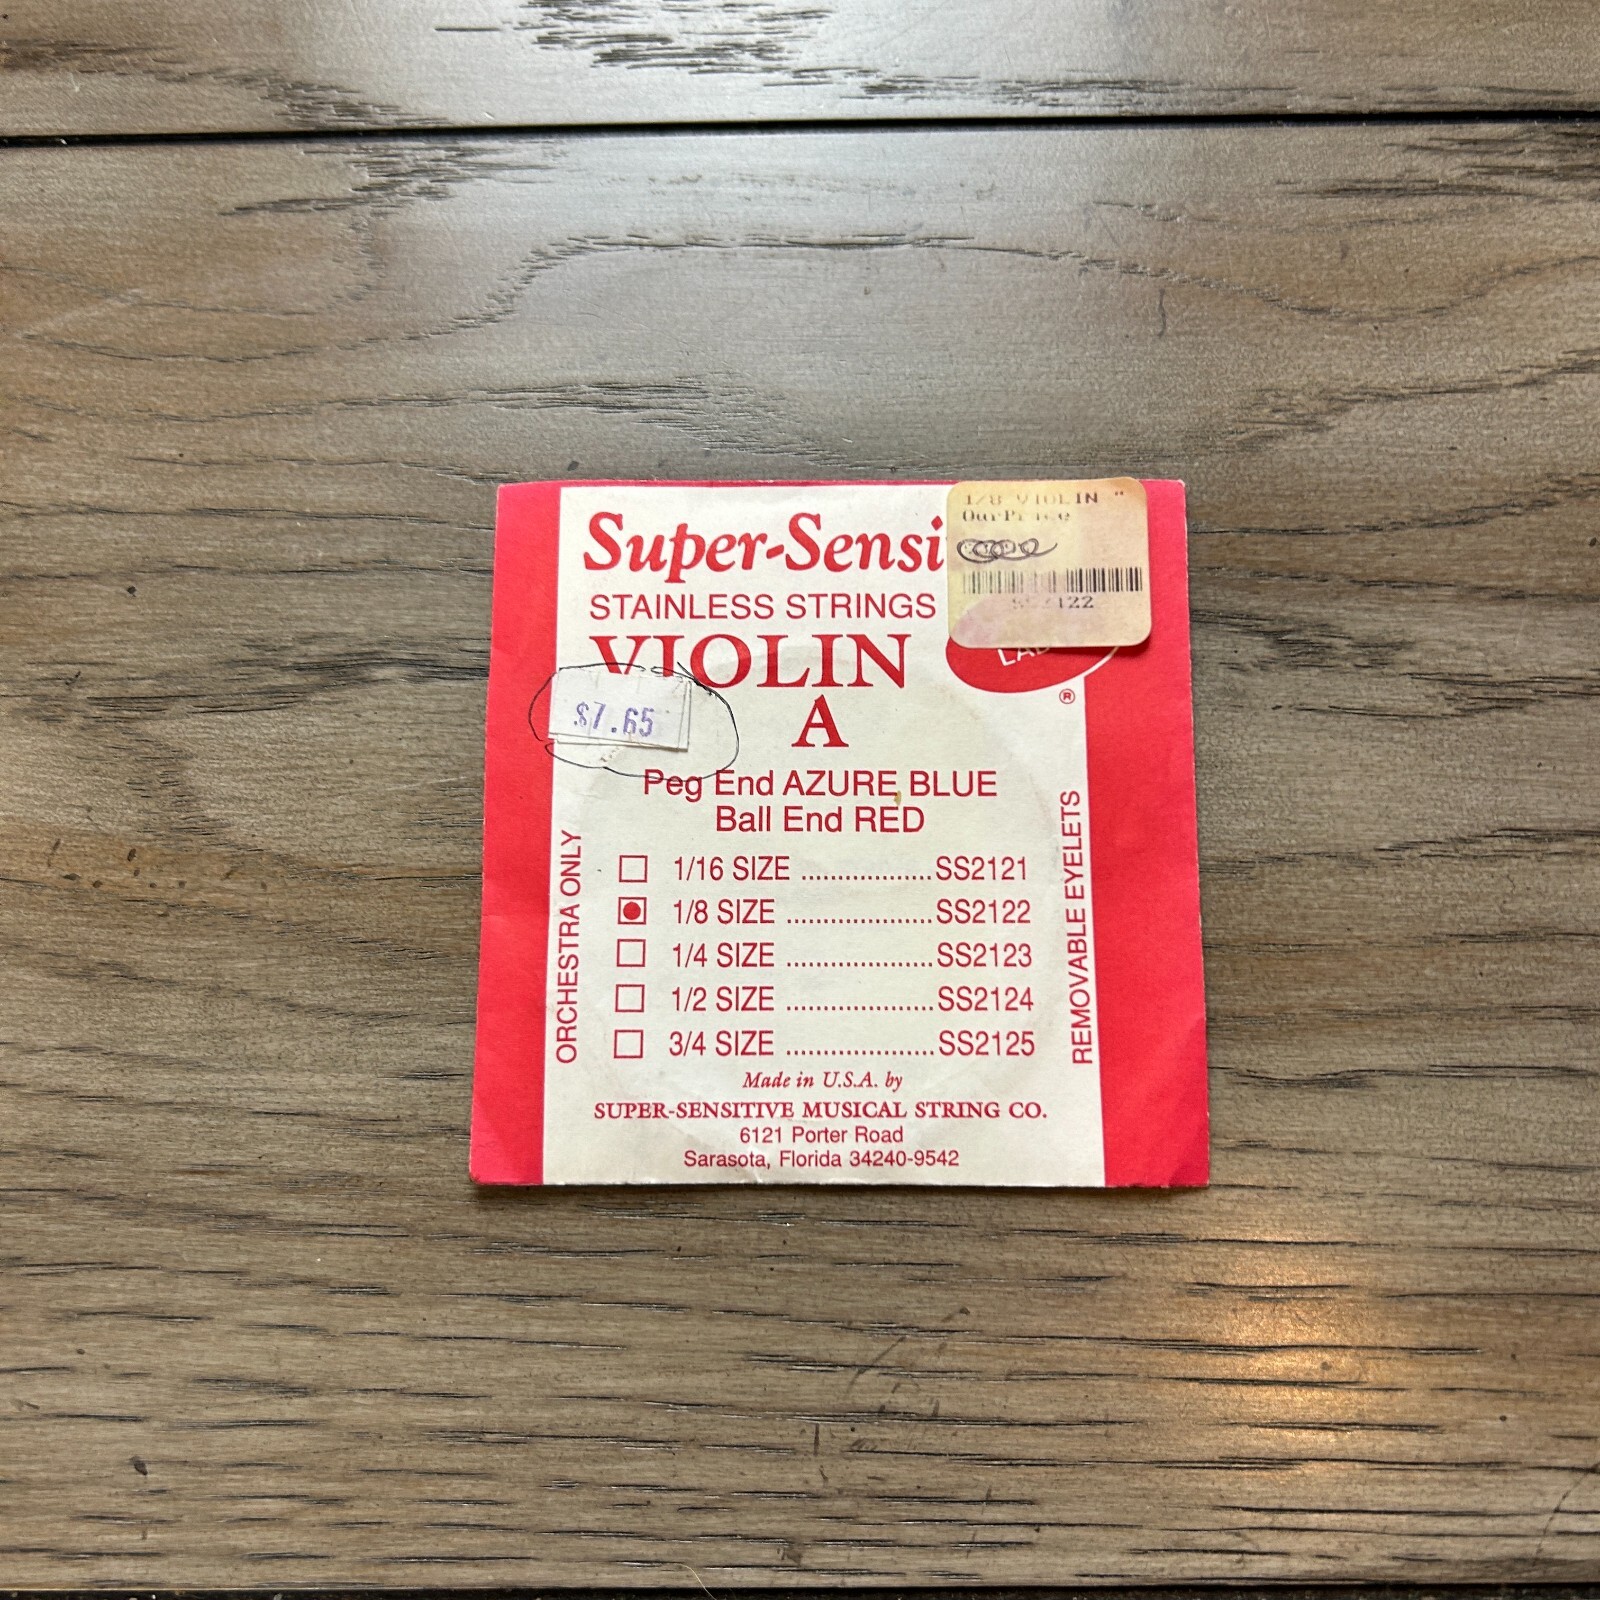 1/8 VIOLIN "
OurPrice
Super-Sensi
STAINLESS STRINGS
VIOLIN
A
$7.65
Peg End AZURE BLUE
Ball End RED
1/16 SIZE ................... SS2121
1/8 SIZE ..................... SS2122
1/4 SIZE ..................... SS2123
1/2 SIZE ..................... SS2124
3/4 SIZE ..................... SS2125
ORCHESTRA ONLY
REMOVABLE EYELETS
®
Made in U.S.A. by
SUPER-SENSITIVE MUSICAL STRING CO.
6121 Porter Road
Sarasota, Florida 34240-9542